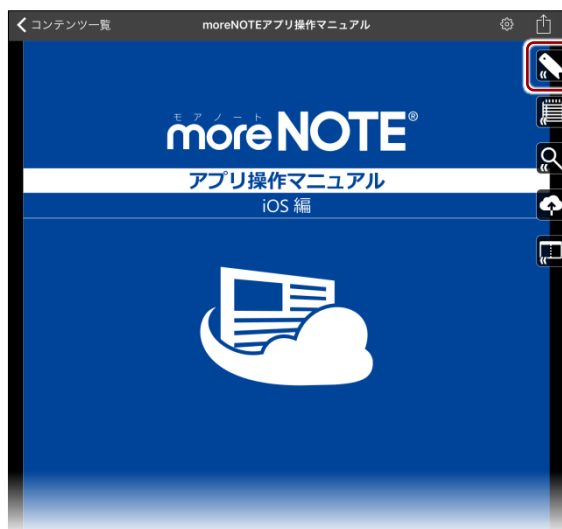 コンテンツ一覧
moreNOTEアプリ操作マニュアル
モアノート
moreNOTE®
アプリ操作マニュアル
iOS 編